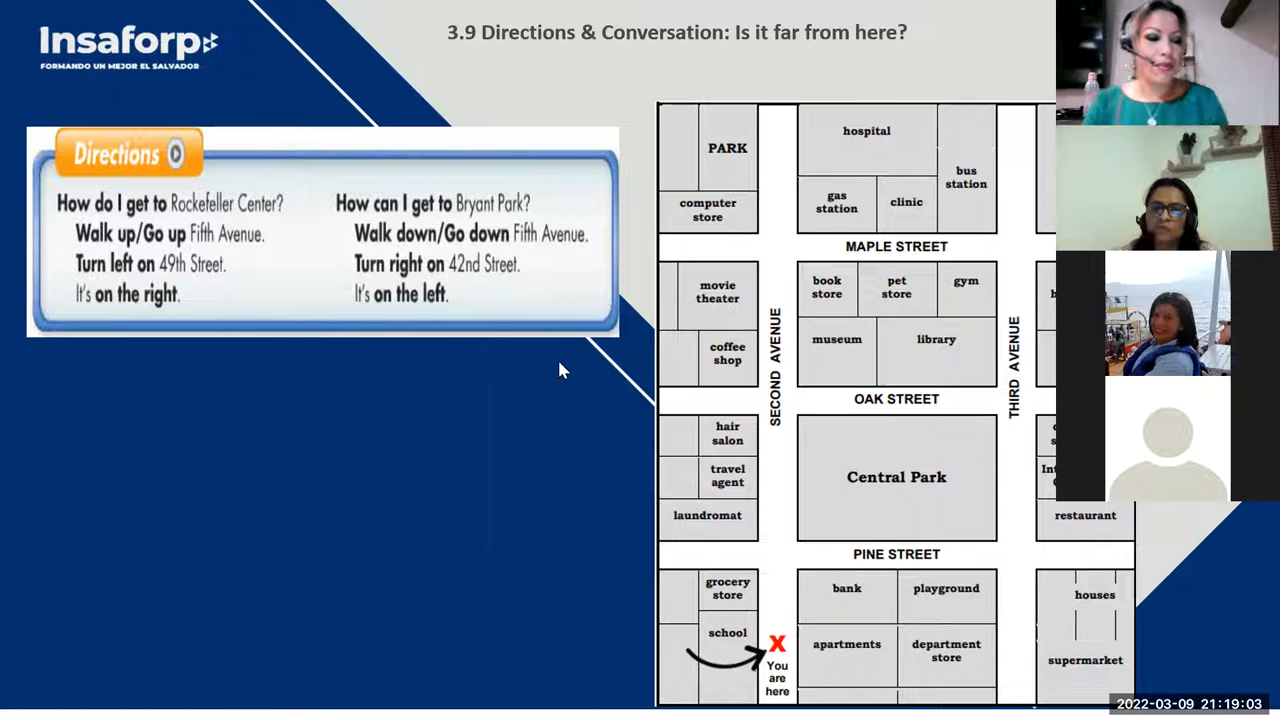 Insaforp
FORMANDO UN MEJOR EL SALVADOR
3.9 Directions & Conversation: Is it far from here?
Directions
How do I get to Rockefeller Center?
Walk up/Go up Fifth Avenue.
Turn left on 49th Street.
It's on the right.
How can I get to Bryant Park?
Walk down/Go down Fifth Avenue.
Turn right on 42nd Street.
It's on the left.
PARK
computer
store
hospital
gas
station
clinic
bus
station
MAPLE STREET
movie
theater
coffee
shop
SECOND AVENUE
book
store
pet
store
gym
museum
library
THIRD AVENUE
OAK STREET
hair
salon
travel
agent
laundromat
Central Park
restaurant
PINE STREET
grocery
store
school
X
You
are
here
bank
playground
apartments
department
store
houses
supermarket
2022-03-09 21:19:03